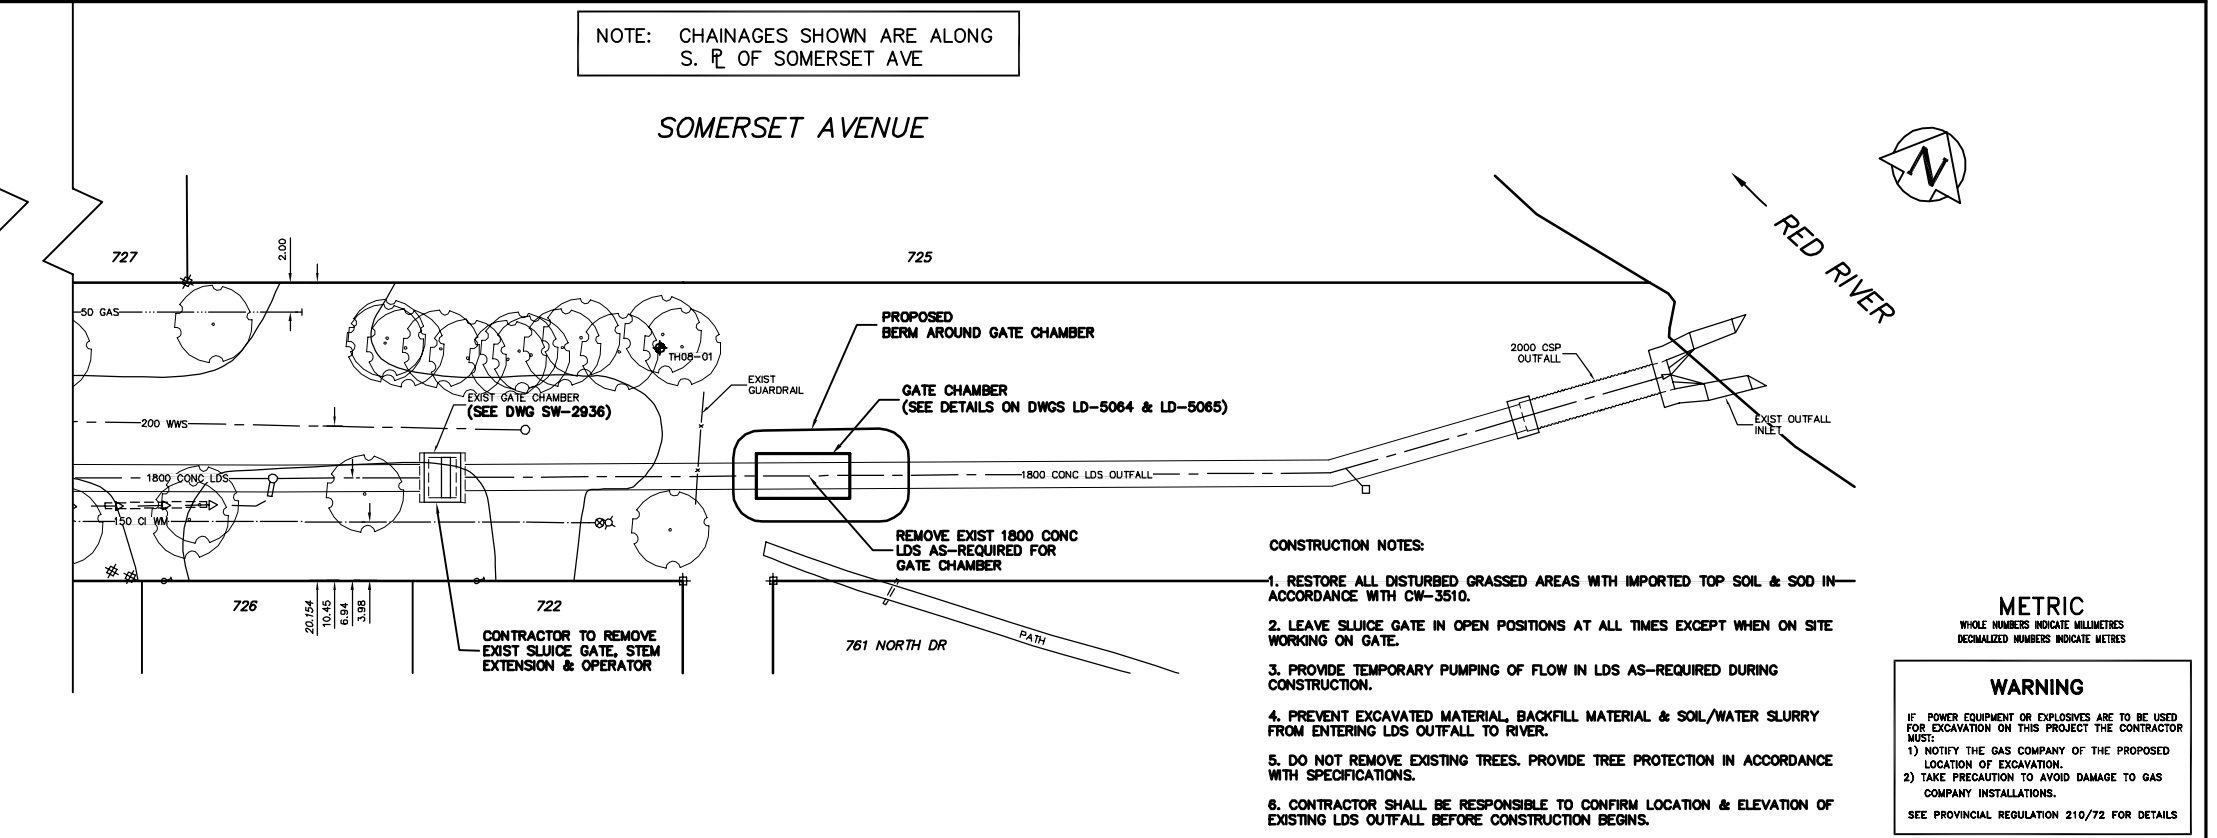 NOTE: CHAINAGES SHOWN ARE ALONG
S. PL OF SOMERSET AVE
SOMERSET AVENUE
N
RED RIVER
727
2.00
725
50 GAS
TH08-01
EXIST
GUARDRAIL
PROPOSED
BERM AROUND GATE CHAMBER
2000 CSP
OUTFALL
EXIST GATE CHAMBER
(SEE DWG SW-2936)
GATE CHAMBER
(SEE DETAILS ON DWGS LD-5064 & LD-5065)
200 WWS
EXIST OUTFALL
INLET
1800 CONC LDS
1800 CONC LDS OUTFALL
150 CI WM
REMOVE EXIST 1800 CONC
LDS AS-REQUIRED FOR
GATE CHAMBER
726
20.154
10.45
6.94
3.98
722
CONTRACTOR TO REMOVE
EXIST SLUICE GATE, STEM
EXTENSION & OPERATOR
761 NORTH DR
PATH
CONSTRUCTION NOTES:
1. RESTORE ALL DISTURBED GRASSED AREAS WITH IMPORTED TOP SOIL & SOD IN
ACCORDANCE WITH CW-3510.
2. LEAVE SLUICE GATE IN OPEN POSITIONS AT ALL TIMES EXCEPT WHEN ON SITE
WORKING ON GATE.
3. PROVIDE TEMPORARY PUMPING OF FLOW IN LDS AS-REQUIRED DURING
CONSTRUCTION.
4. PREVENT EXCAVATED MATERIAL, BACKFILL MATERIAL & SOIL/WATER SLURRY
FROM ENTERING LDS OUTFALL TO RIVER.
5. DO NOT REMOVE EXISTING TREES. PROVIDE TREE PROTECTION IN ACCORDANCE
WITH SPECIFICATIONS.
6. CONTRACTOR SHALL BE RESPONSIBLE TO CONFIRM LOCATION & ELEVATION OF
EXISTING LDS OUTFALL BEFORE CONSTRUCTION BEGINS.
METRIC
WHOLE NUMBERS INDICATE MILLIMETRES
DECIMALIZED NUMBERS INDICATE METRES
WARNING
IF POWER EQUIPMENT OR EXPLOSIVES ARE TO BE USED
FOR EXCAVATION ON THIS PROJECT THE CONTRACTOR
MUST:
1) NOTIFY THE GAS COMPANY OF THE PROPOSED
LOCATION OF EXCAVATION.
2) TAKE PRECAUTION TO AVOID DAMAGE TO GAS
COMPANY INSTALLATIONS.
SEE PROVINCIAL REGULATION 210/72 FOR DETAILS